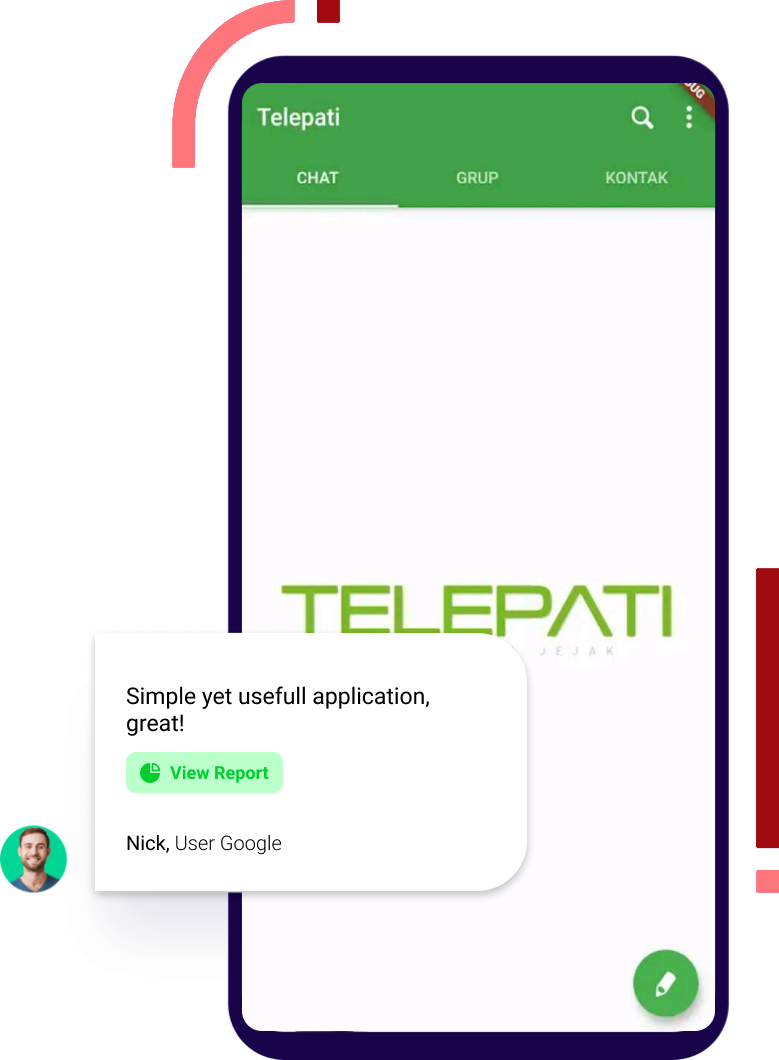 Telepati
CHAT GRUP KONTAK
TELEPATI
JEJAK
Simple yet usefull application,
great!
View Report
Nick, User Google